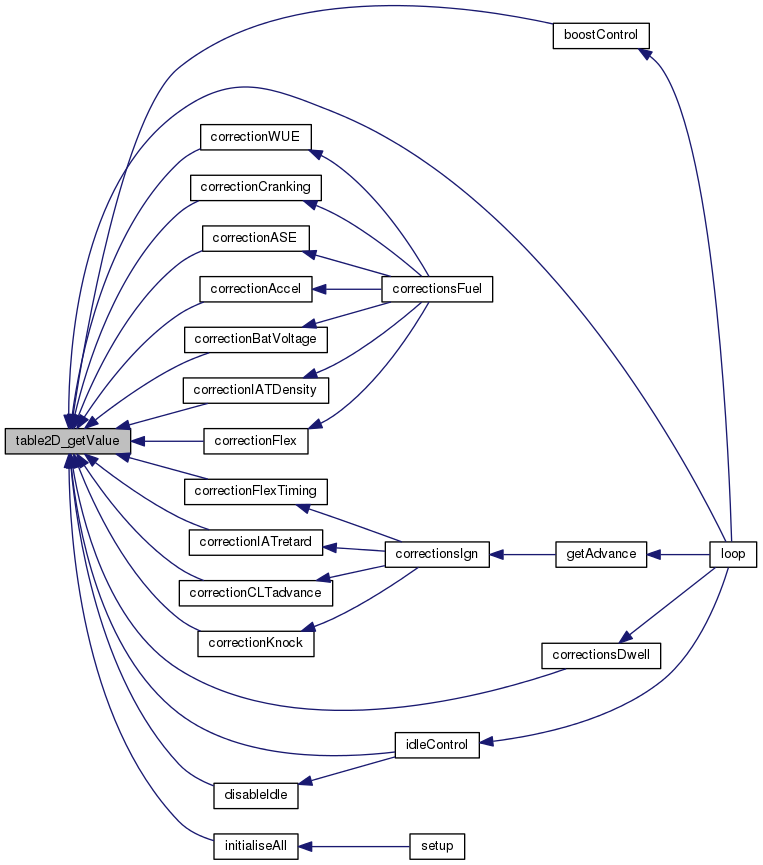 boostControl
correctionWUE
correctionCranking
correctionASE
correctionAccel
correctionsFuel
correctionBatVoltage
correctionIATDensity
table2D_getValue
correctionFlex
correctionFlexTiming
correctionIATretard
correctionsIgn
getAdvance
loop
correctionCLTadvance
correctionKnock
correctionsDwell
idleControl
disableIdle
initialiseAll
setup